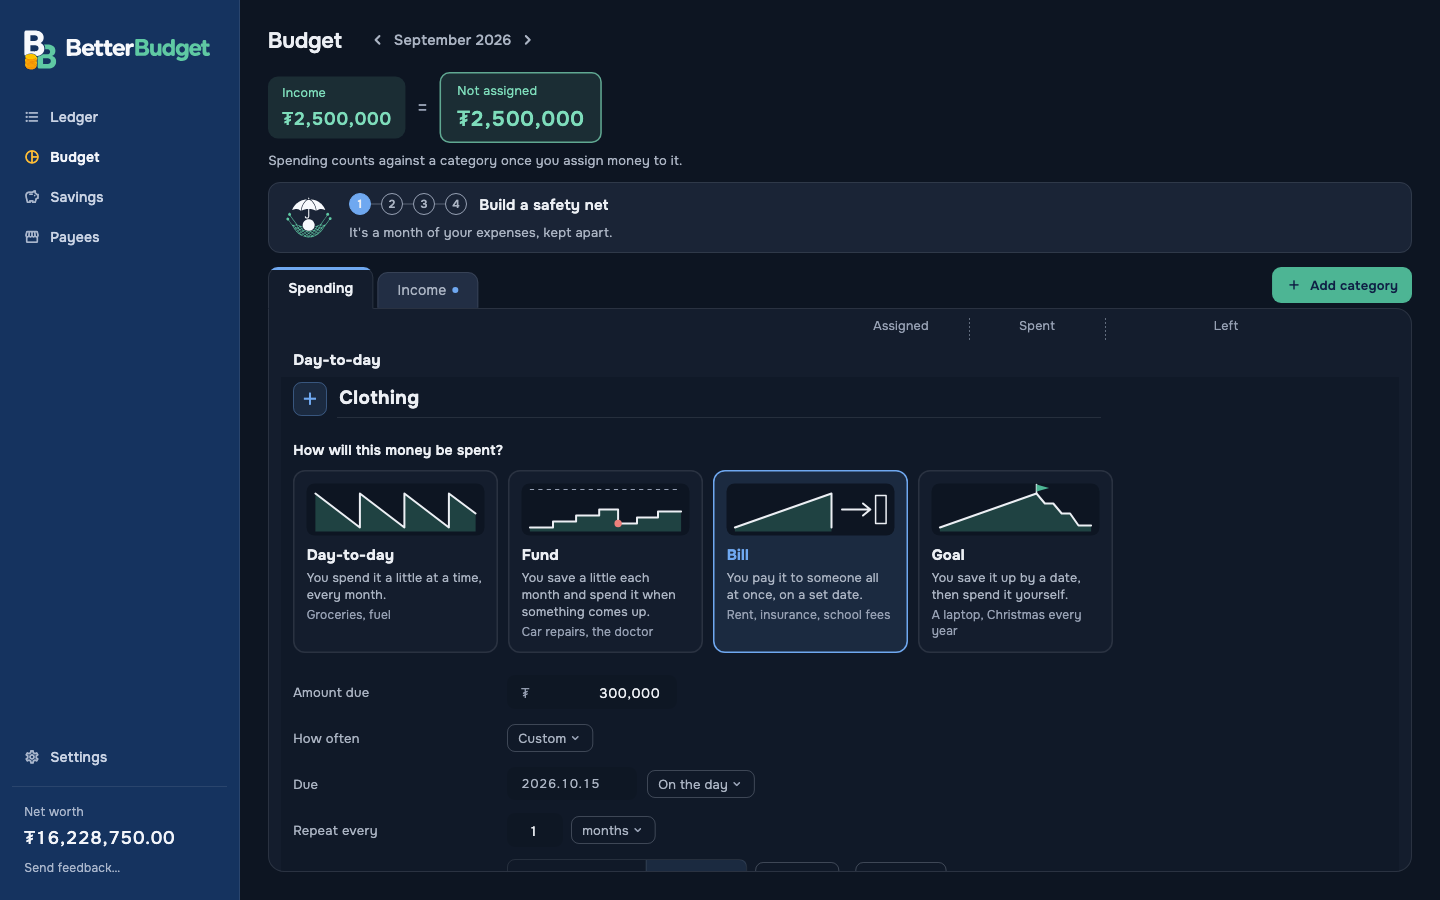 BetterBudget
Ledger
Budget
Savings
Payees
Settings
Net worth
₮16,228,750.00
Send feedback...
Budget
September 2026
Income
₮2,500,000
=
Not assigned
₮2,500,000
Spending counts against a category once you assign money to it.
1 2 3 4 Build a safety net
It's a month of your expenses, kept apart.
Spending
Income
+ Add category
Assigned
Spent
Left
Day-to-day
Clothing
How will this money be spent?
Day-to-day
You spend it a little at a time,
every month.
Groceries, fuel
Fund
You save a little each
month and spend it when
something comes up.
Car repairs, the doctor
Bill
You pay it to someone all
at once, on a set date.
Rent, insurance, school fees
Goal
You save it up by a date,
then spend it yourself.
A laptop, Christmas every
year
Amount due
₮ 300,000
How often
Custom
Due
2026.10.15
On the day
Repeat every
1
months